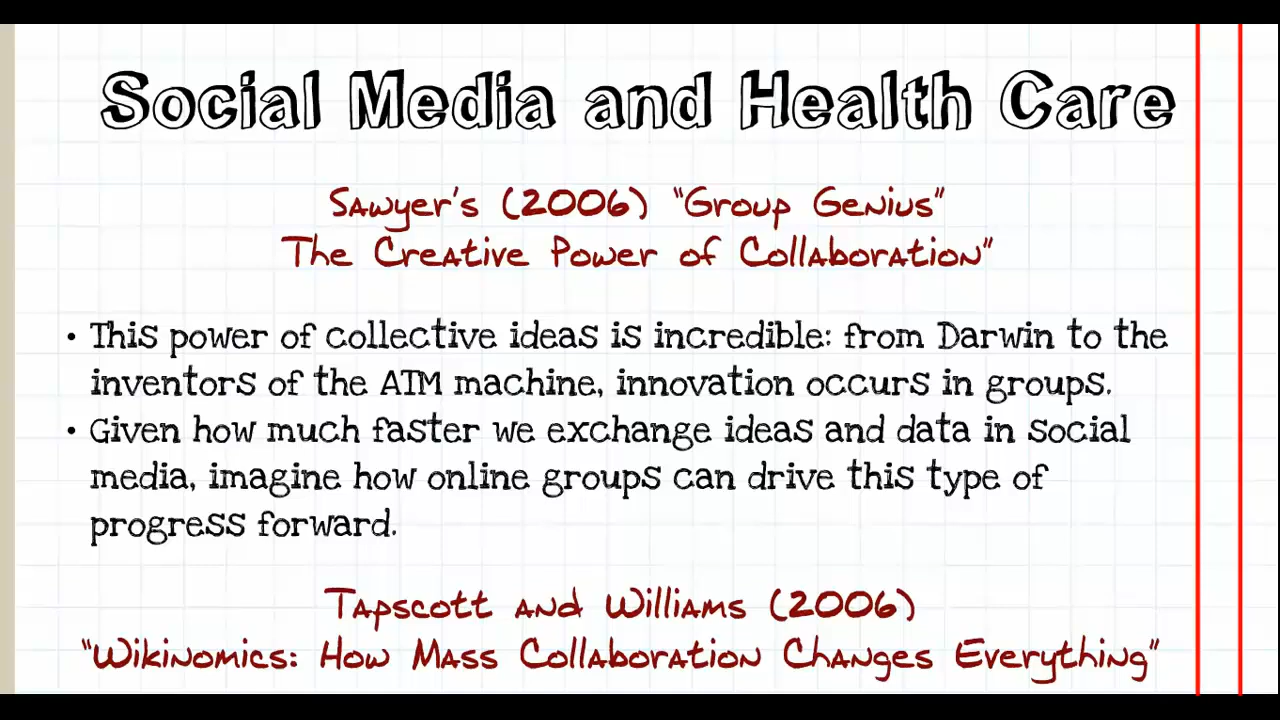 Social Media and Health Care
Sawyer's (2006) "Group Genius"
The Creative Power of Collaboration"
• This power of collective ideas is incredible: from Darwin to the
inventors of the ATM machine, innovation occurs in groups.
• Given how much faster we exchange ideas and data in social
media, imagine how online groups can drive this type of
progress forward.
Tapscott and Williams (2006)
"Wikinomics: How Mass Collaboration Changes Everything"